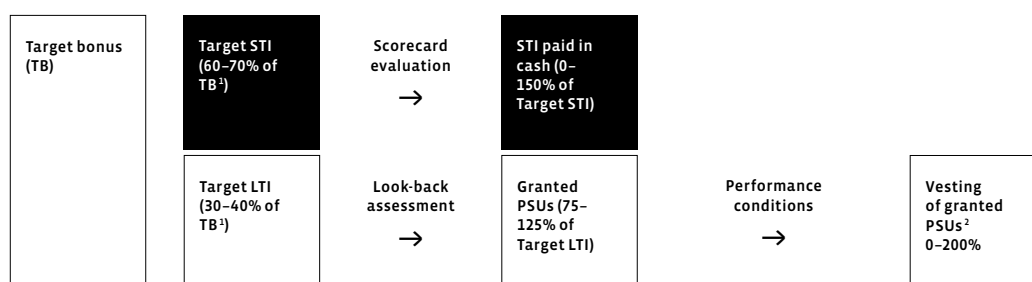 Target bonus
(TB)
Target STI
(60–70% of
TB¹)
Scorecard
evaluation
→
STI paid in
cash (0–
150% of
Target STI)
Target LTI
(30–40% of
TB¹)
Look-back
assessment
→
Granted
PSUs (75–
125% of
Target LTI)
Performance
conditions
→
Vesting
of granted
PSUs²
0–200%